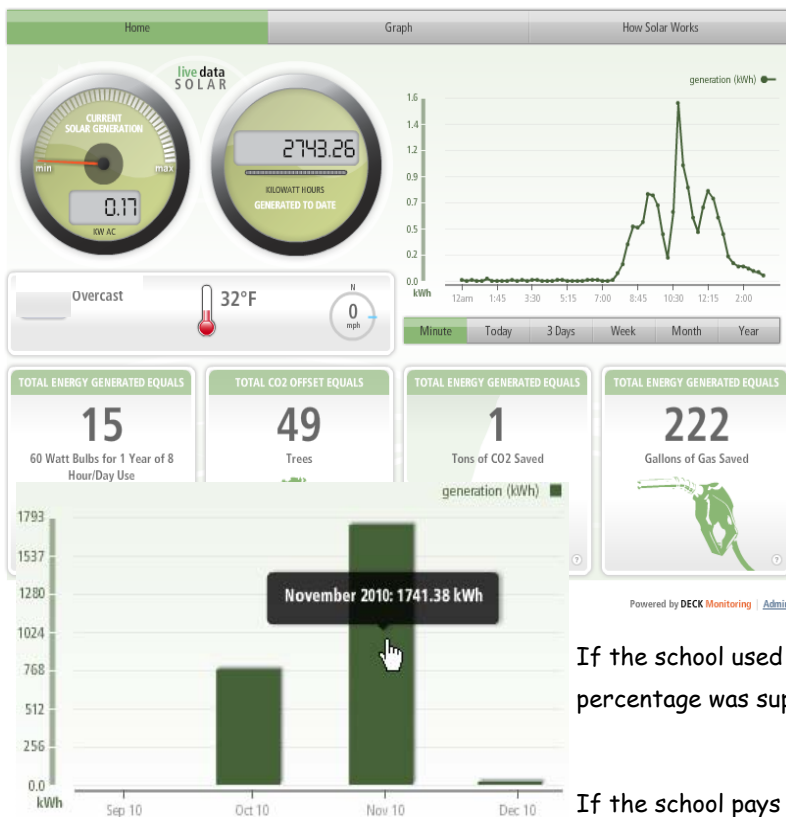 Home Graph How Solar Works
live data
SOLAR
CURRENT
SOLAR GENERATION
min max
0.17
KW AC
2743.26
KILOWATT HOURS
GENERATED TO DATE
generation (kWh)
1.6
1.4
1.2
0.9
0.7
0.5
0.2
0.0
kWh
12am 1:45 3:30 5:15 7:00 8:45 10:30 12:15 2:00
Overcast
32°F
N
0
mph
Minute Today 3 Days Week Month Year
TOTAL ENERGY GENERATED EQUALS
15
60 Watt Bulbs for 1 Year of 8
Hour/Day Use
TOTAL CO2 OFFSET EQUALS
49
Trees
TOTAL ENERGY GENERATED EQUALS
1
Tons of CO2 Saved
?
TOTAL ENERGY GENERATED EQUALS
222
Gallons of Gas Saved
?
generation (kWh)
1793
1537
1280
1024
768
512
256
0.0
kWh
November 2010: 1741.38 kWh
Sep 10 Oct 10 Nov 10 Dec 10
Powered by DECK Monitoring | Admin
If the school used
percentage was sup
If the school pays